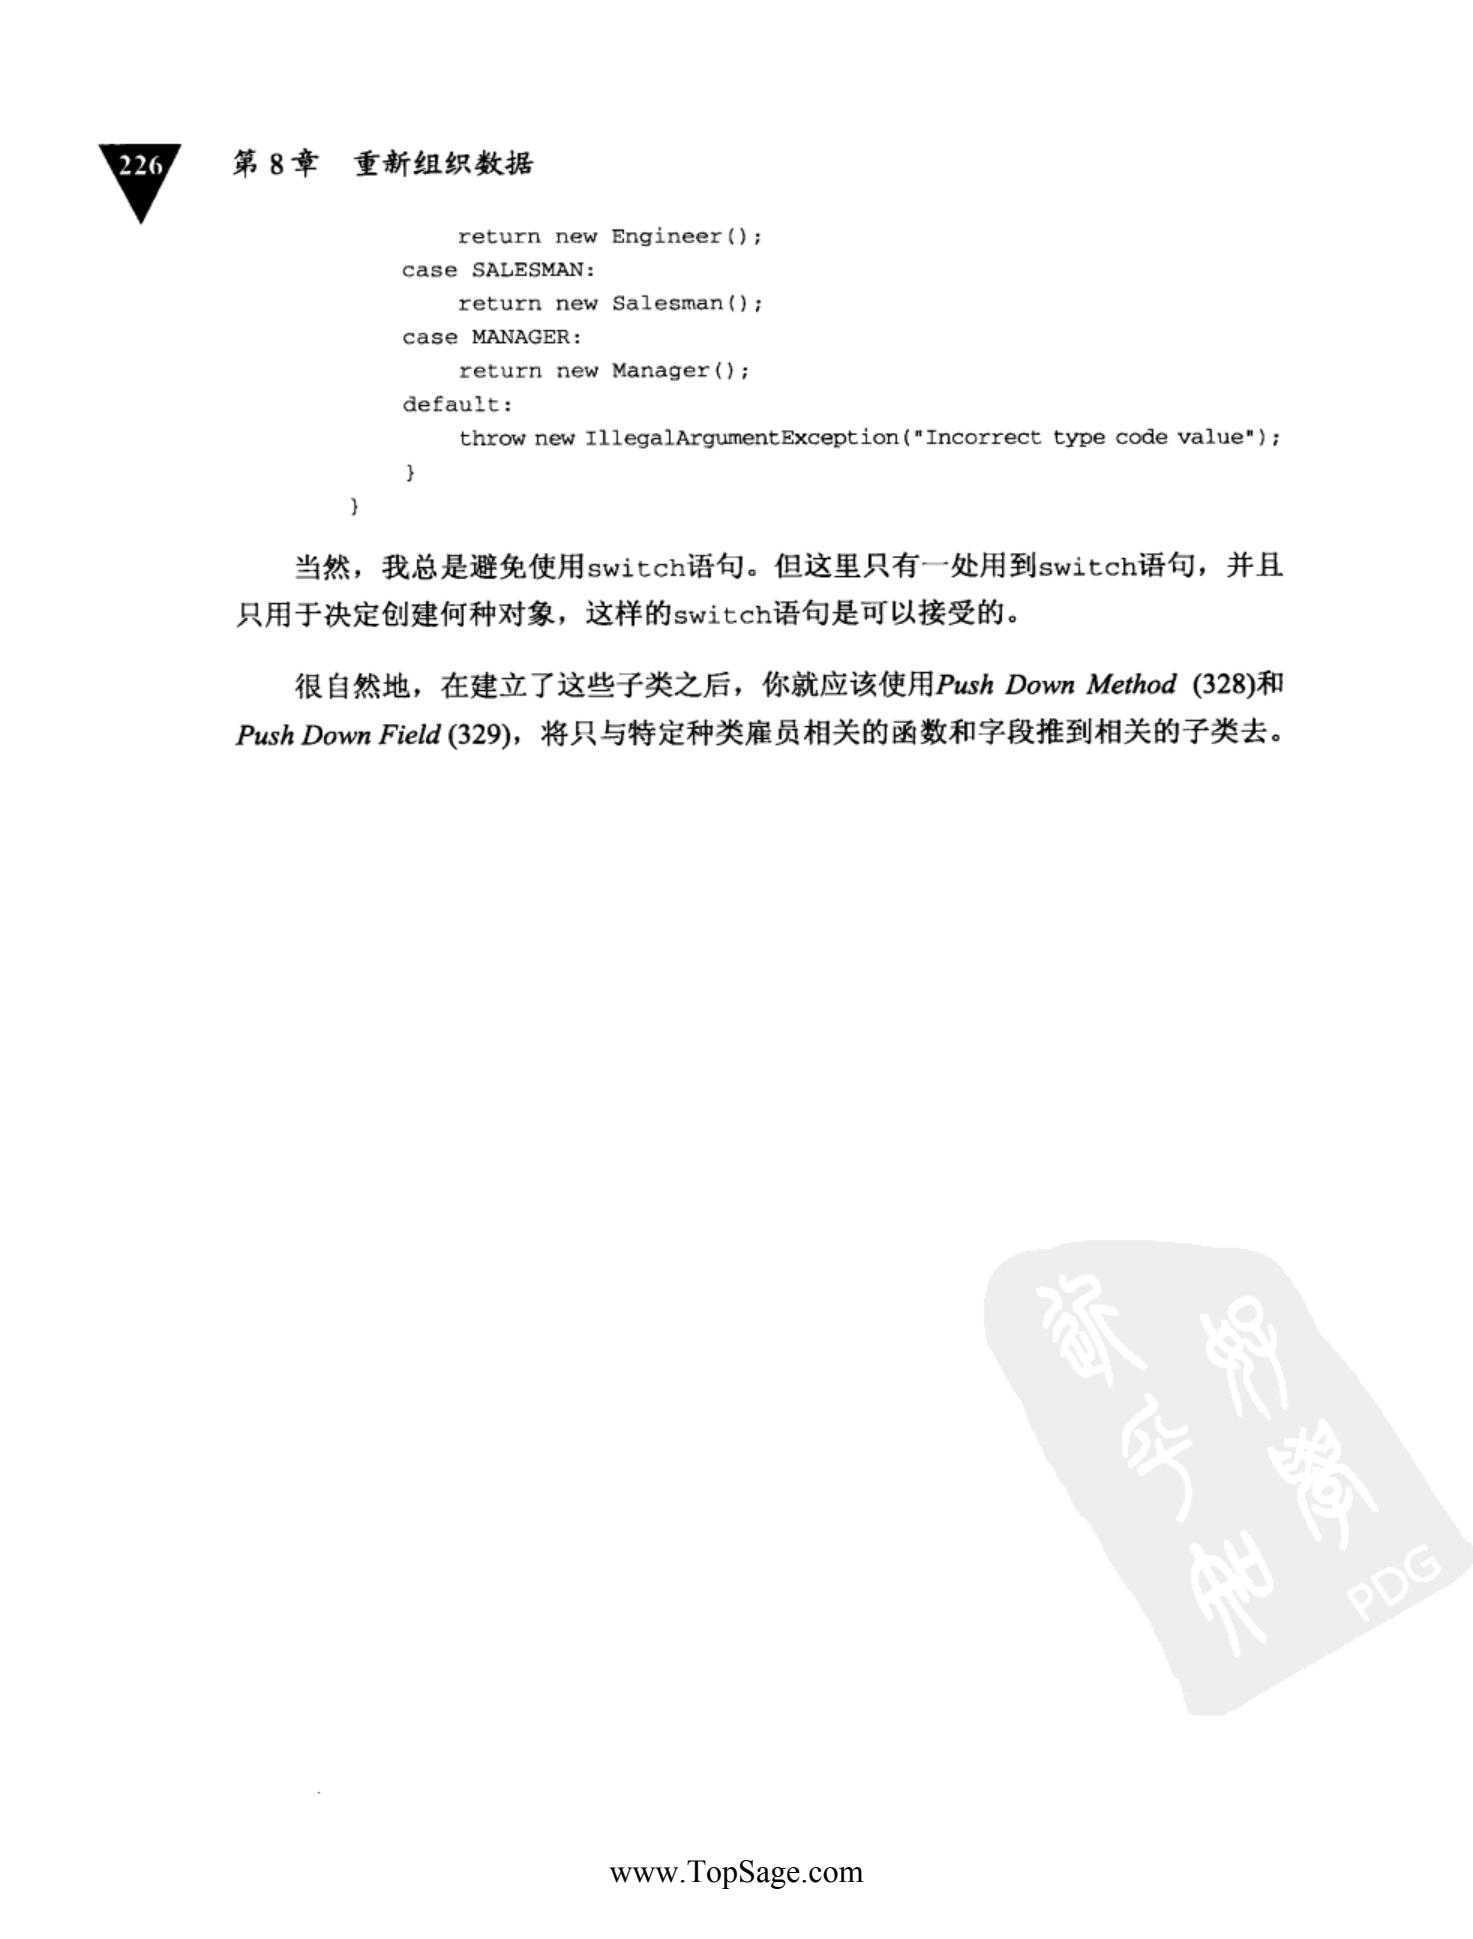 226
第 8 章 重新组织数据
return new Engineer();
case SALESMAN:
return new Salesman();
case MANAGER:
return new Manager();
default:
throw new IllegalArgumentException("Incorrect type code value");
}
}
当然，我总是避免使用switch语句。但这里只有一处用到switch语句，并且
只用于决定创建何种对象，这样的switch语句是可以接受的。
很自然地，在建立了这些子类之后，你就应该使用Push Down Method (328)和
Push Down Field (329)，将只与特定种类雇员相关的函数和字段推到相关的子类去。
PDG
www.TopSage.com